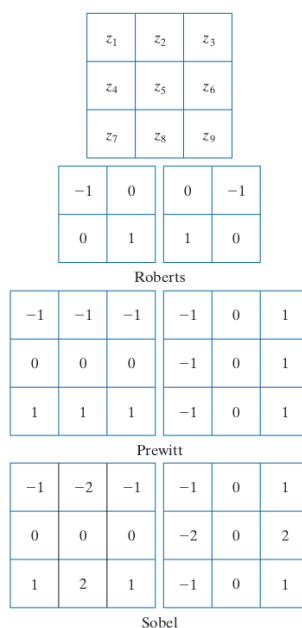 z₁ z₂ z₃
z₄ z₅ z₆
z₇ z₈ z₉
−1 0 0 −1
0 1 1 0
Roberts
−1 −1 −1 −1 0 1
0 0 0 −1 0 1
1 1 1 −1 0 1
Prewitt
−1 −2 −1 −1 0 1
0 0 0 −2 0 2
1 2 1 −1 0 1
Sobel